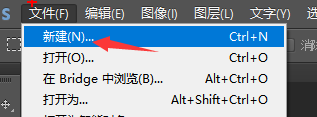 文件(F) 编辑(E) 图像(I) 图层(L) 文字(Y)
新建(N)... Ctrl+N
打开(O)... Ctrl+O
在 Bridge 中浏览(B)... Alt+Ctrl+O
打开为... Alt+Shift+Ctrl+O